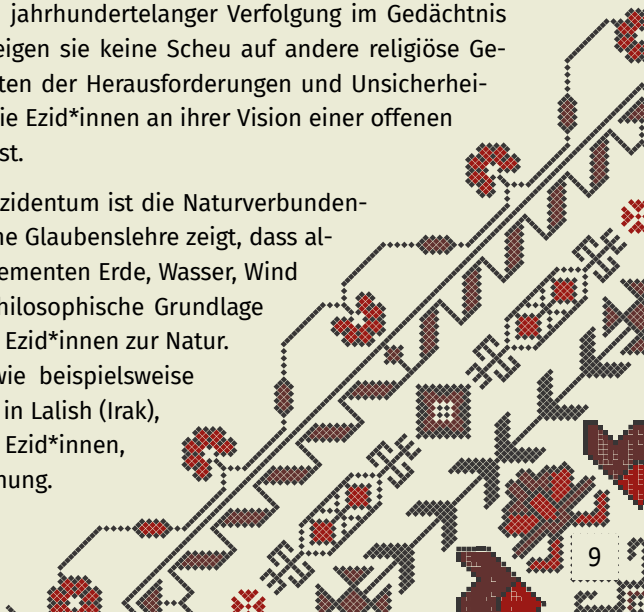 jahrhundertelanger Verfolgung im Gedächtnis
eigen sie keine Scheu auf andere religiöse Ge-
ten der Herausforderungen und Unsicherhei-
ie Ezid*innen an ihrer Vision einer offenen
st.
zidentum ist die Naturverbunden-
ne Glaubenslehre zeigt, dass al-
ementen Erde, Wasser, Wind
hilosophische Grundlage
Ezid*innen zur Natur.
wie beispielsweise
in Lalish (Irak),
Ezid*innen,
nung.
9